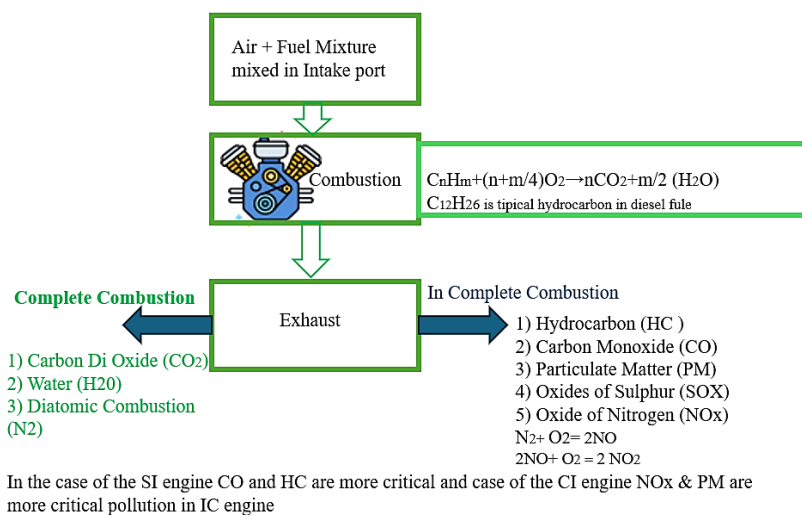 Air + Fuel Mixture
mixed in Intake port
Combustion
CnHm+(n+m/4)O2→nCO2+m/2 (H2O)
C12H26 is tipical hydrocarbon in diesel fule
Complete Combustion
In Complete Combustion
Exhaust
1) Carbon Di Oxide (CO2)
2) Water (H20)
3) Diatomic Combustion
(N2)
1) Hydrocarbon (HC )
2) Carbon Monoxide (CO)
3) Particulate Matter (PM)
4) Oxides of Sulphur (SOX)
5) Oxide of Nitrogen (NOx)
N2+ O2= 2NO
2NO+ O2 = 2 NO2
In the case of the SI engine CO and HC are more critical and case of the CI engine NOx & PM are
more critical pollution in IC engine